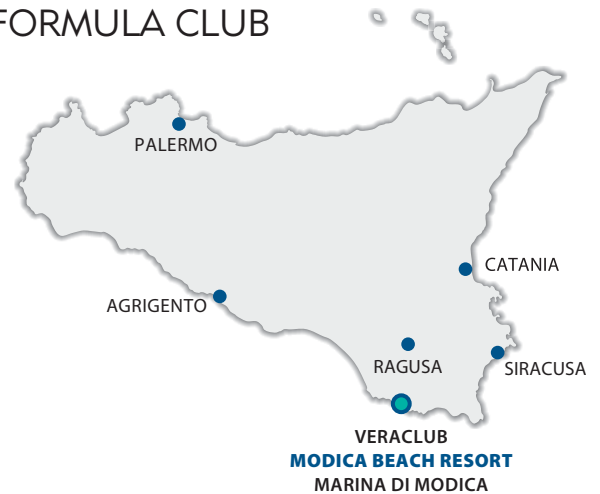 FORMULA CLUB
PALERMO
CATANIA
AGRIGENTO
RAGUSA
SIRACUSA
VERACLUB
MODICA BEACH RESORT
MARINA DI MODICA